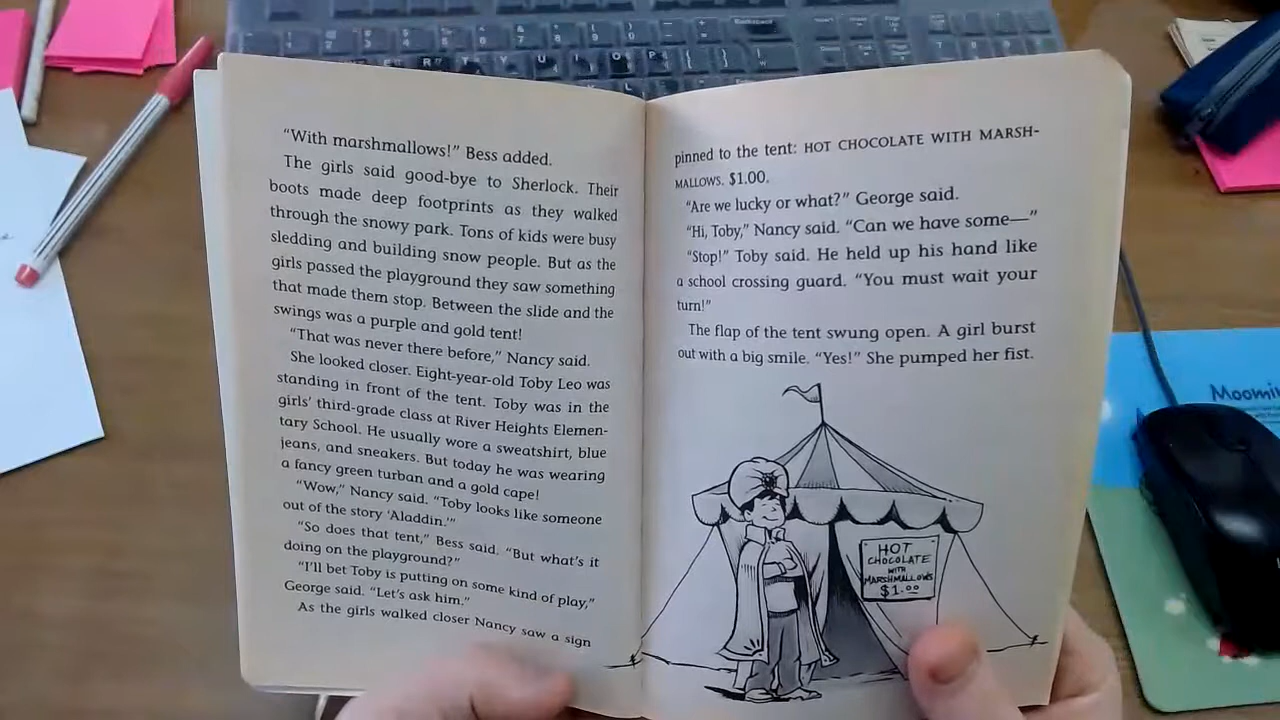 “With marshmallows!” Bess added.
The girls said good-bye to Sherlock. Their
boots made deep footprints as they walked
through the snowy park. Tons of kids were busy
sledding and building snow people. But as the
girls passed the playground they saw something
that made them stop. Between the slide and the
swings was a purple and gold tent!
“That was never there before,” Nancy said.
She looked closer. Eight-year-old Toby Leo was
standing in front of the tent. Toby was in the
girls’ third-grade class at River Heights Elemen-
tary School. He usually wore a sweatshirt, blue
jeans, and sneakers. But today he was wearing
a fancy green turban and a gold cape!
“Wow,” Nancy said. “Toby looks like someone
out of the story ‘Aladdin.’”
“So does that tent,” Bess said. “But what’s it
doing on the playground?”
“I’ll bet Toby is putting on some kind of play,”
George said. “Let’s ask him.”
As the girls walked closer Nancy saw a sign
pinned to the tent: HOT CHOCOLATE WITH MARSH-
MALLOWS. $1.00.
“Are we lucky or what?” George said.
“Hi, Toby,” Nancy said. “Can we have some—”
“Stop!” Toby said. He held up his hand like
a school crossing guard. “You must wait your
turn!”
The flap of the tent swung open. A girl burst
out with a big smile. “Yes!” She pumped her fist.
HOT
CHOCOLATE
WITH
MARSHMALLOWS
$1.00